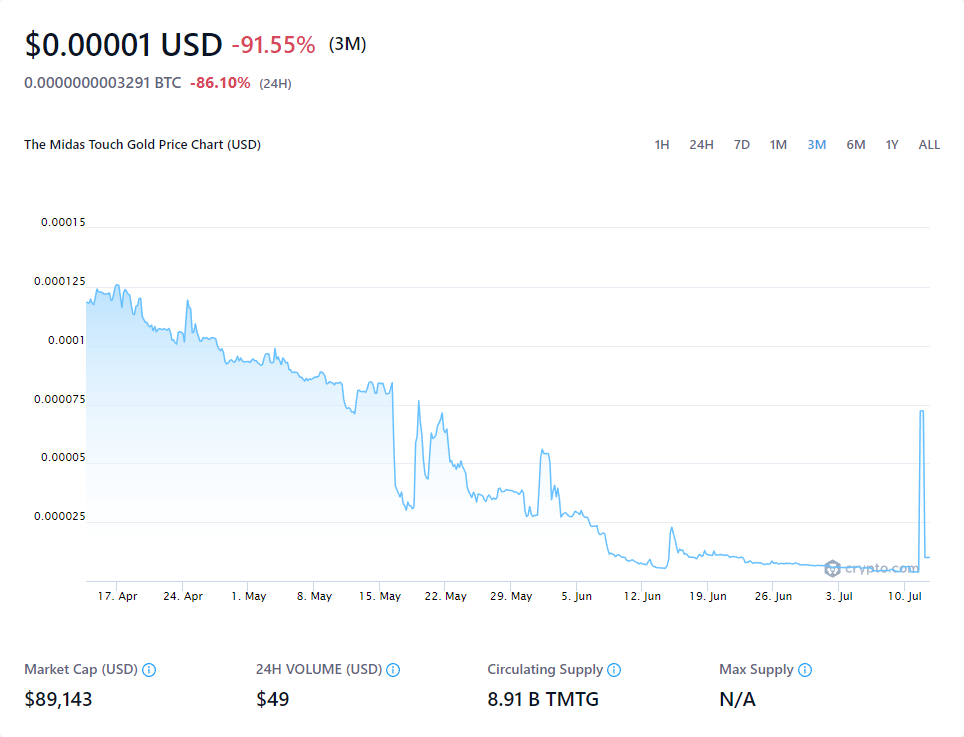 $0.00001 USD -91.55% (3M)
0.0000000003291 BTC -86.10% (24H)
The Midas Touch Gold Price Chart (USD) 1H 24H 7D 1M 3M 6M 1Y ALL
0.00015
0.000125
0.0001
0.000075
0.00005
0.000025
crypto.com
17. Apr 24. Apr 1. May 8. May 15. May 22. May 29. May 5. Jun 12. Jun 19. Jun 26. Jun 3. Jul 10. Jul
Market Cap (USD) 24H VOLUME (USD) Circulating Supply Max Supply
$89,143 $49 8.91 B TMTG N/A